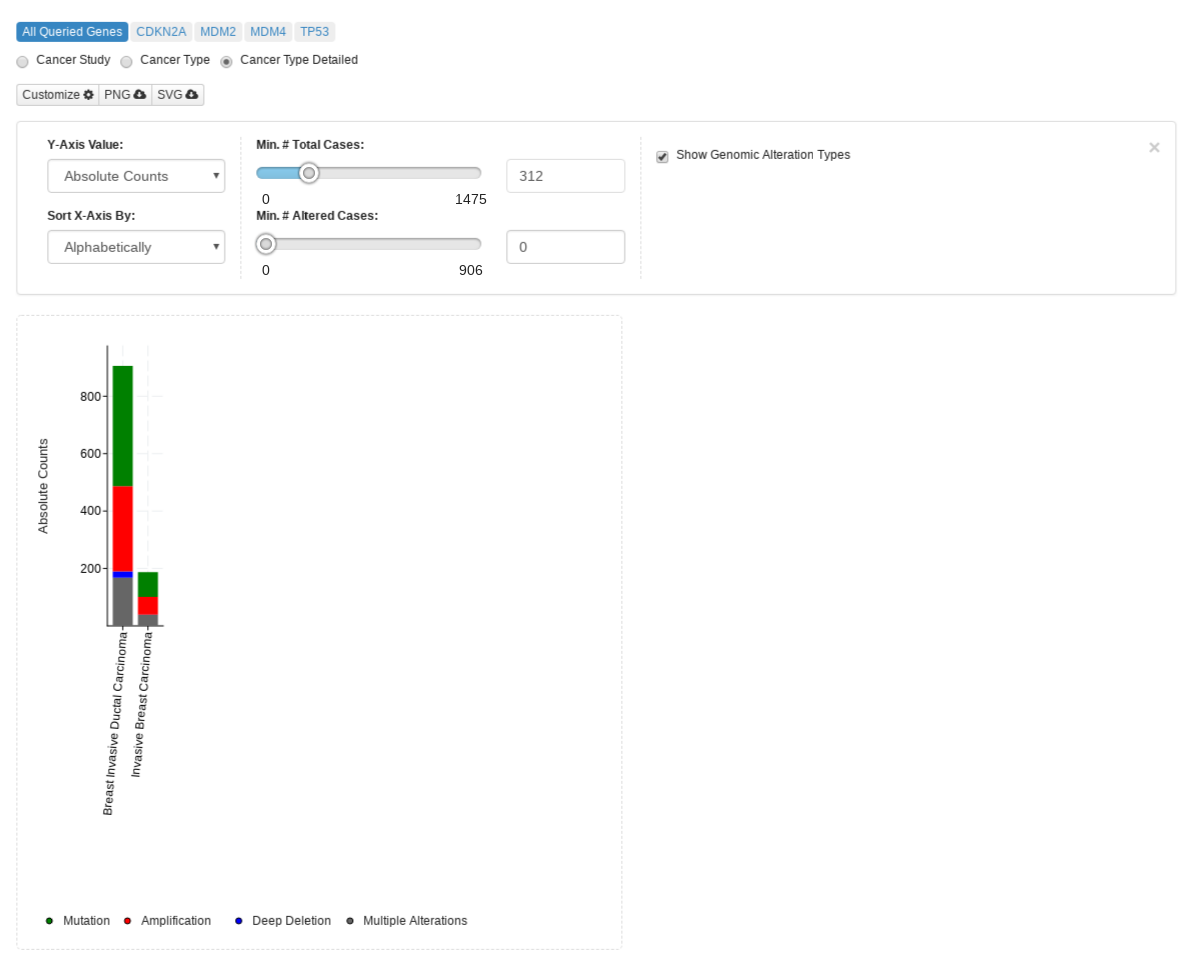 All Queried Genes CDKN2A MDM2 MDM4 TP53
Cancer Study Cancer Type Cancer Type Detailed
Customize PNG SVG
Y-Axis Value: Min. # Total Cases:
Show Genomic Alteration Types ×
Absolute Counts 312
0 1475
Sort X-Axis By: Min. # Altered Cases:
Alphabetically 0
0 906
Absolute Counts
800
600
400
200
Breast Invasive Ductal Carcinoma
Invasive Breast Carcinoma
Mutation Amplification Deep Deletion Multiple Alterations